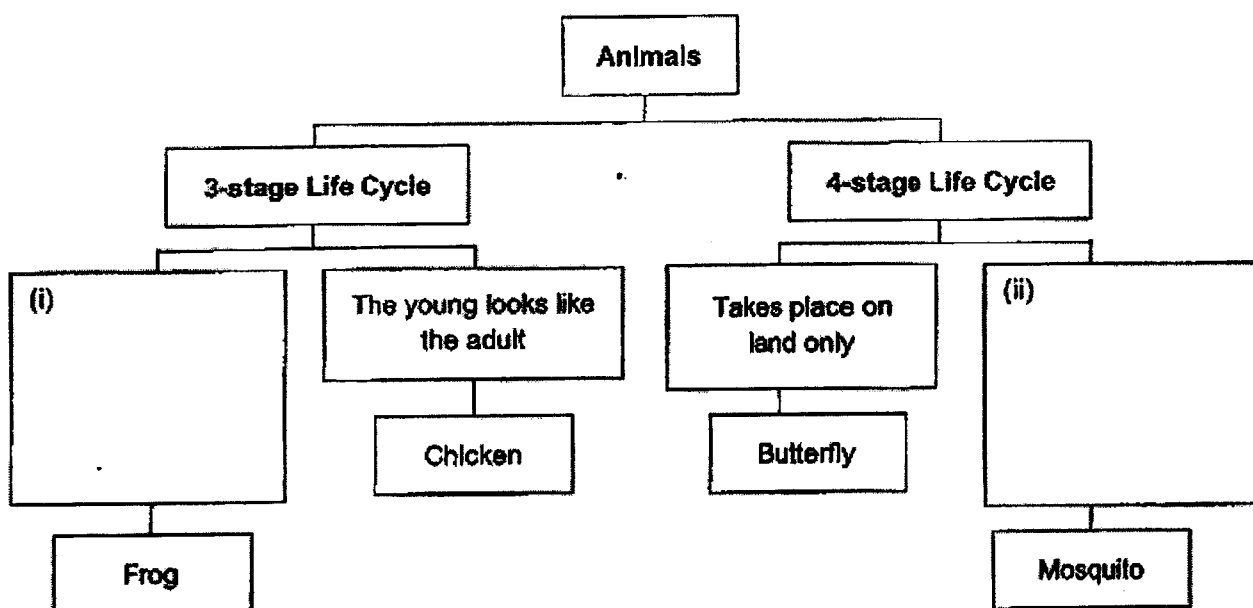 Animals
3-stage Life Cycle
4-stage Life Cycle
(i)
The young looks like
the adult
Takes place on
land only
(ii)
Chicken
Butterfly
Frog
Mosquito